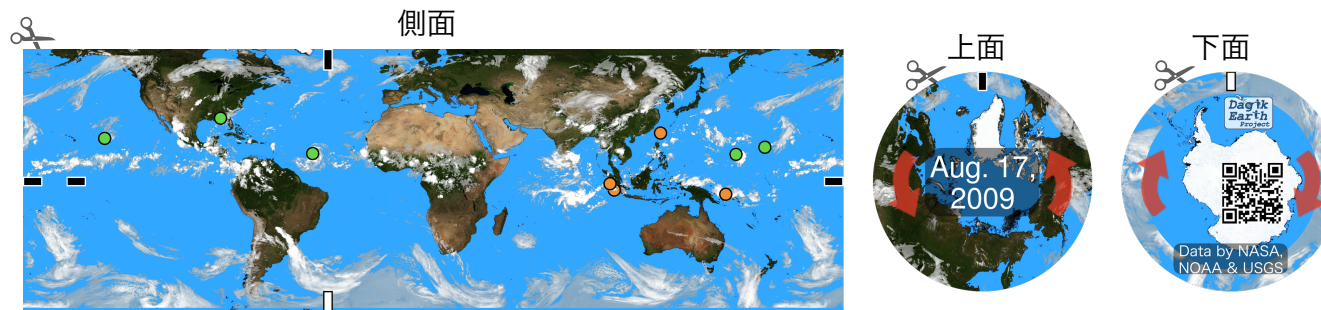 側面
上面
下面
Aug. 17,
2009
Dagik
Earth
Project
Data by NASA,
NOAA & USGS